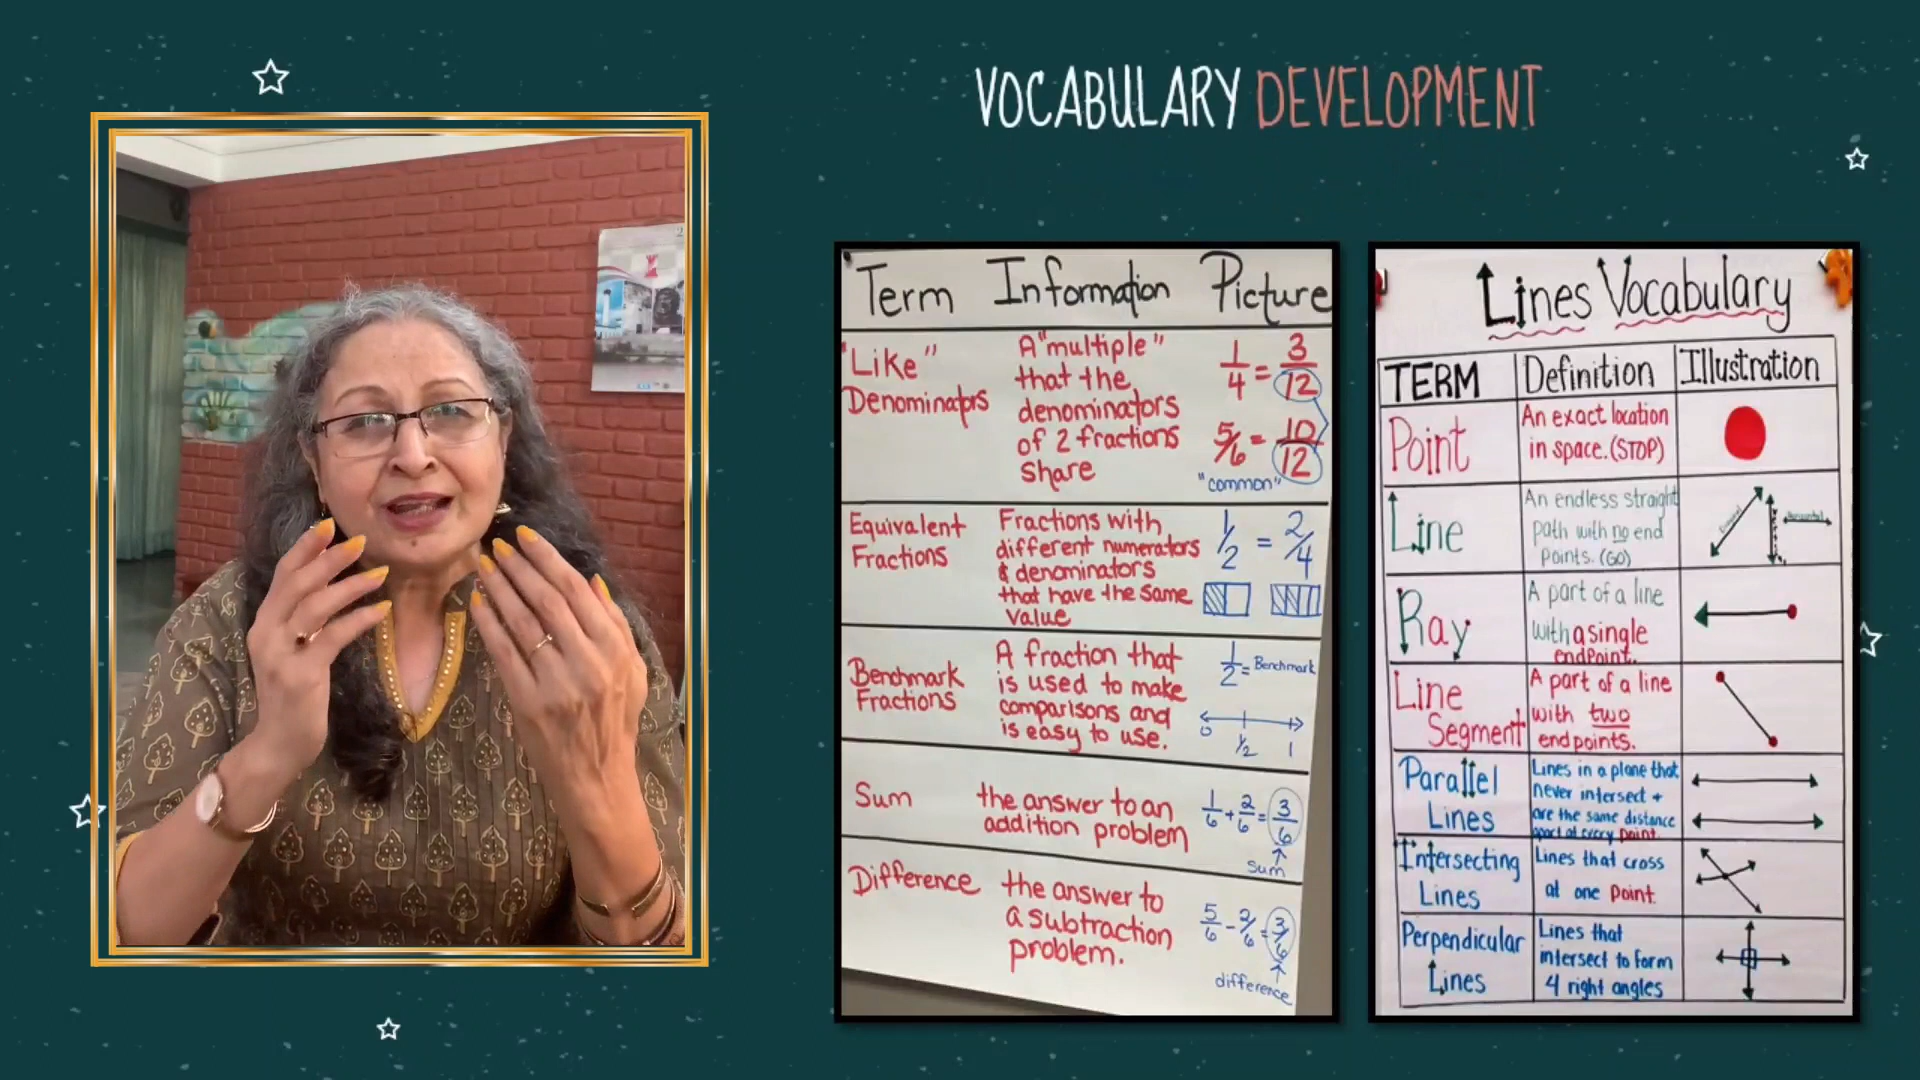 VOCABULARY DEVELOPMENT
Term Information Picture
"Like"
Denominators
A "multiple"
that the
denominators
of 2 fractions
share
1/4 = 3/12
5/6 = 10/12
"common"
Equivalent
Fractions
Fractions with
different numerators
& denominators
that have the same
value
1/2 = 2/4
Benchmark
Fractions
A fraction that
is used to make
comparisons and
is easy to use.
1/2 = Benchmark
0 1/2 1
Sum
the answer to an
addition problem
1/6 + 2/6 = 3/6
sum
Difference
the answer to
a subtraction
problem.
5/6 - 2/6 = 3/6
difference
Lines Vocabulary
TERM Definition Illustration
Point
An exact location
in space. (STOP)
Line
An endless straight
path with no end
points. (GO)
Ray
A part of a line
with a single
endpoint.
Line
Segment
A part of a line
with two
endpoints.
Parallel
Lines
Lines in a plane that
never intersect +
are the same distance
apart at every point.
Intersecting
Lines
Lines that cross
at one point.
Perpendicular
Lines
Lines that
intersect to form
4 right angles